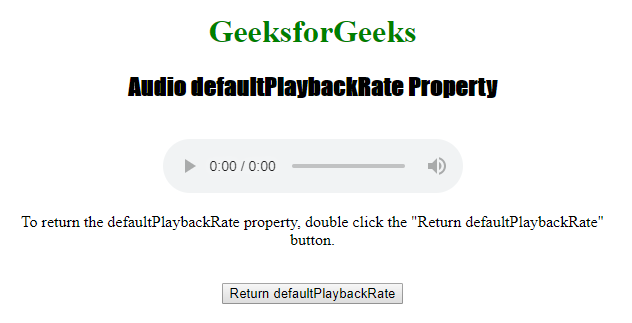 GeeksforGeeks
Audio defaultPlaybackRate Property
0:00 / 0:00
To return the defaultPlaybackRate property, double click the "Return defaultPlaybackRate"
button.
Return defaultPlaybackRate